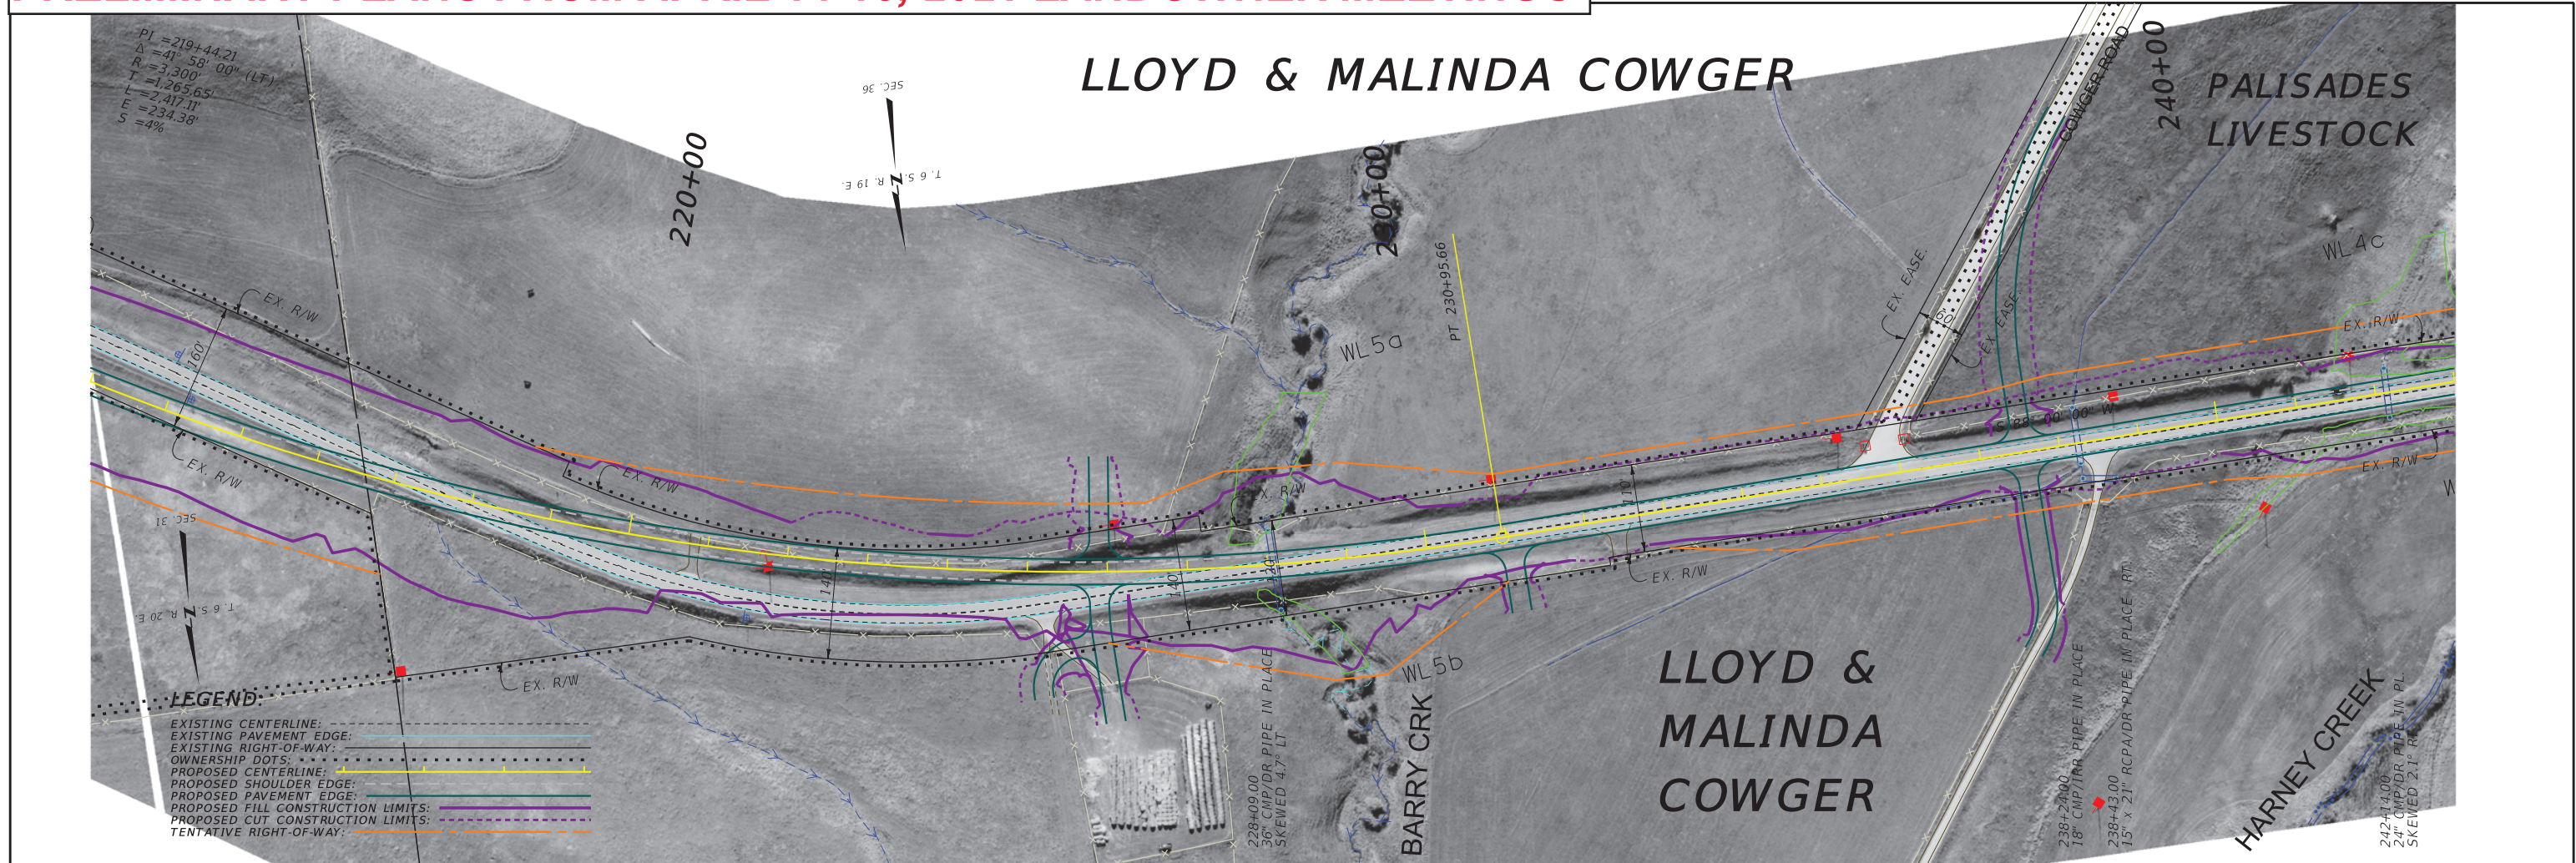 PI =219+44.21
Δ =41° 58' 00" (LT)
R =3,300'
T =1,265.65'
L =2,417.11'
E =234.38'
S =4%
LLOYD & MALINDA COWGER
SEC. 36
T. 6 S. R. 19 E.
220+00
230+00
240+00
COWGER ROAD
PALISADES
LIVESTOCK
WL 4c
PT 230+95.66
WL 5a
EX. EASE.
EX. EASE.
60'
EX. R/W
160'
EX. R/W
EX. R/W
EX. R/W
EX. R/W
EX. R/W
EX. R/W
EX. R/W
140'
140'
130'
110'
SEC. 31
T. 6 S. R. 20 E.
WL 5b
BARRY CRK
LLOYD &
MALINDA
COWGER
HARNEY CREEK
228+09.00
36" CMP/DR PIPE IN PLACE
SKEWED 4.7° LT
238+24.00
18" CMP/IRR PIPE IN PLACE
238+43.00
15" x 21" RCPA/DR PIPE IN PLACE RT
242+14.00
24" CMP/DR PIPE IN PL.
LEGEND:
EXISTING CENTERLINE:
EXISTING PAVEMENT EDGE:
EXISTING RIGHT-OF-WAY:
OWNERSHIP DOTS:
PROPOSED CENTERLINE:
PROPOSED SHOULDER EDGE:
PROPOSED PAVEMENT EDGE:
PROPOSED FILL CONSTRUCTION LIMITS:
PROPOSED CUT CONSTRUCTION LIMITS:
TENTATIVE RIGHT-OF-WAY: